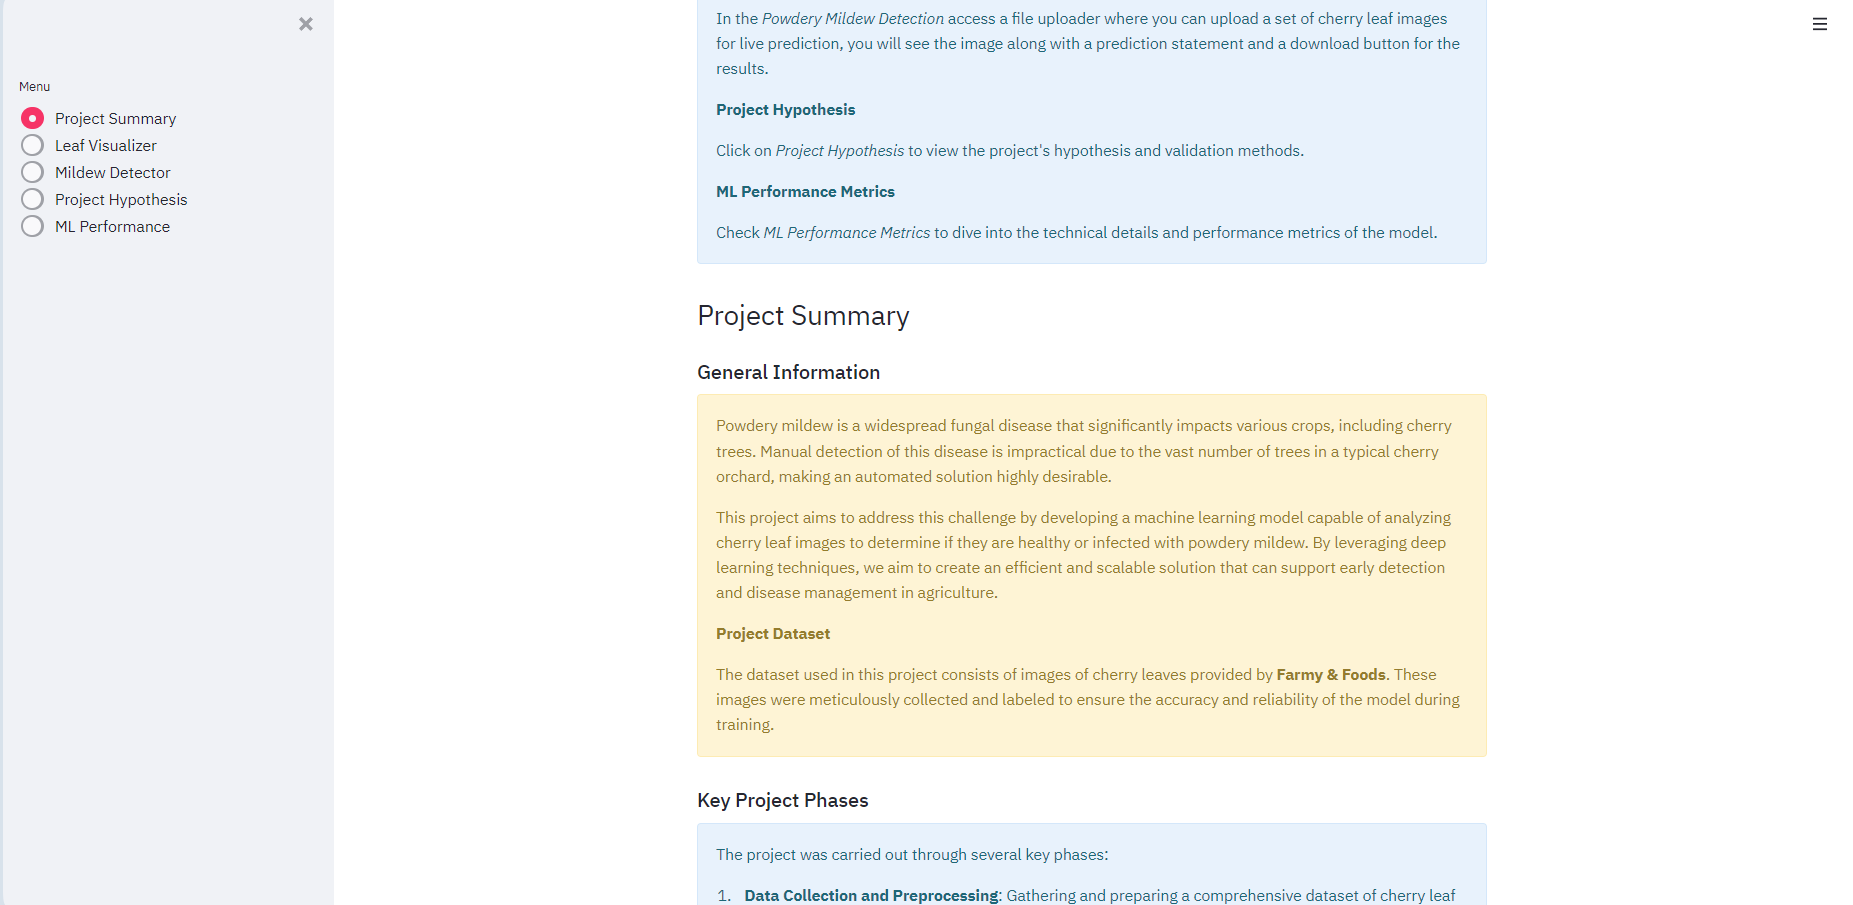 Menu
Project Summary
Leaf Visualizer
Mildew Detector
Project Hypothesis
ML Performance
In the Powdery Mildew Detection access a file uploader where you can upload a set of cherry leaf images
for live prediction, you will see the image along with a prediction statement and a download button for the
results.
Project Hypothesis
Click on Project Hypothesis to view the project's hypothesis and validation methods.
ML Performance Metrics
Check ML Performance Metrics to dive into the technical details and performance metrics of the model.
Project Summary
General Information
Powdery mildew is a widespread fungal disease that significantly impacts various crops, including cherry
trees. Manual detection of this disease is impractical due to the vast number of trees in a typical cherry
orchard, making an automated solution highly desirable.
This project aims to address this challenge by developing a machine learning model capable of analyzing
cherry leaf images to determine if they are healthy or infected with powdery mildew. By leveraging deep
learning techniques, we aim to create an efficient and scalable solution that can support early detection
and disease management in agriculture.
Project Dataset
The dataset used in this project consists of images of cherry leaves provided by Farmy & Foods. These
images were meticulously collected and labeled to ensure the accuracy and reliability of the model during
training.
Key Project Phases
The project was carried out through several key phases:
1. Data Collection and Preprocessing: Gathering and preparing a comprehensive dataset of cherry leaf